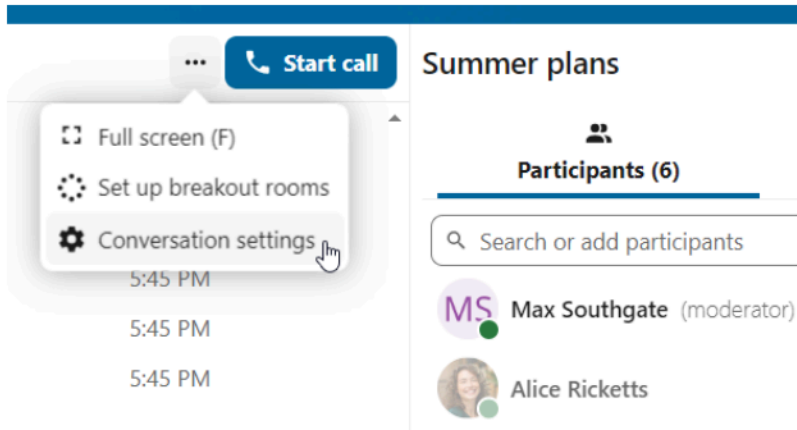 ··· Start call
Full screen (F)
Set up breakout rooms
Conversation settings
5:45 PM
5:45 PM
5:45 PM
Summer plans
Participants (6)
Search or add participants
MS Max Southgate (moderator)
Alice Ricketts